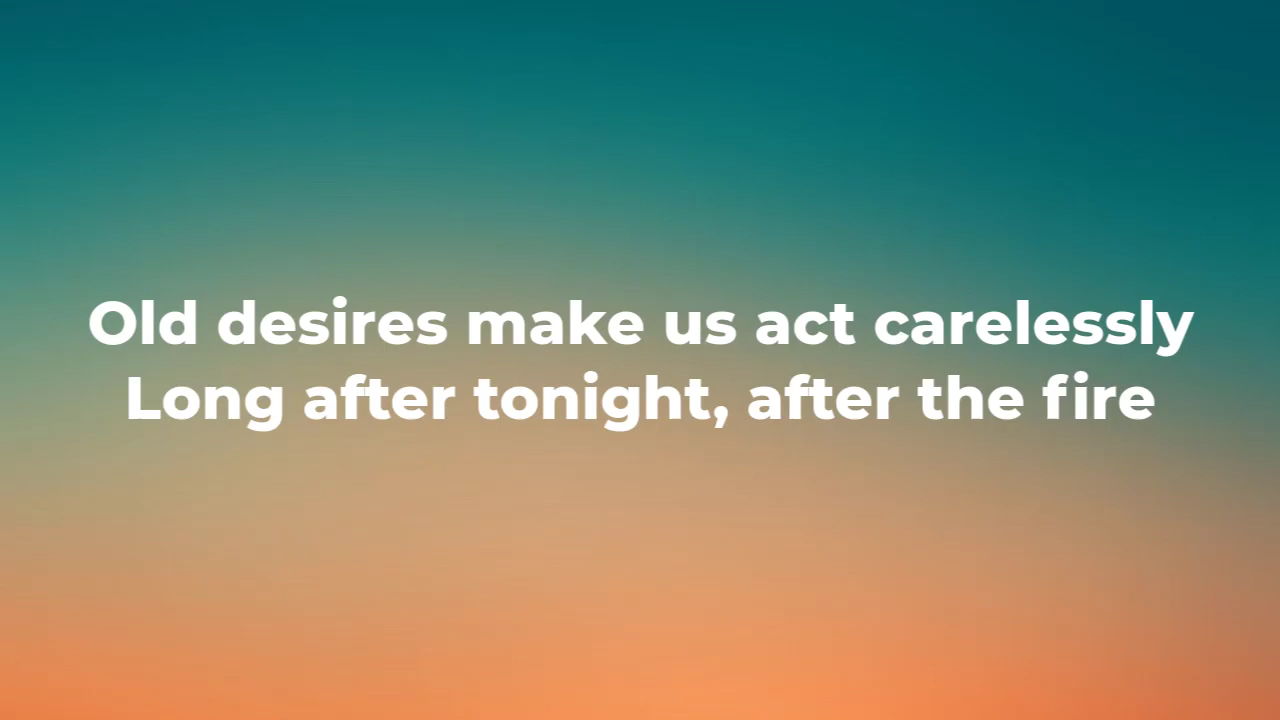 Old desires make us act carelessly
Long after tonight, after the fire